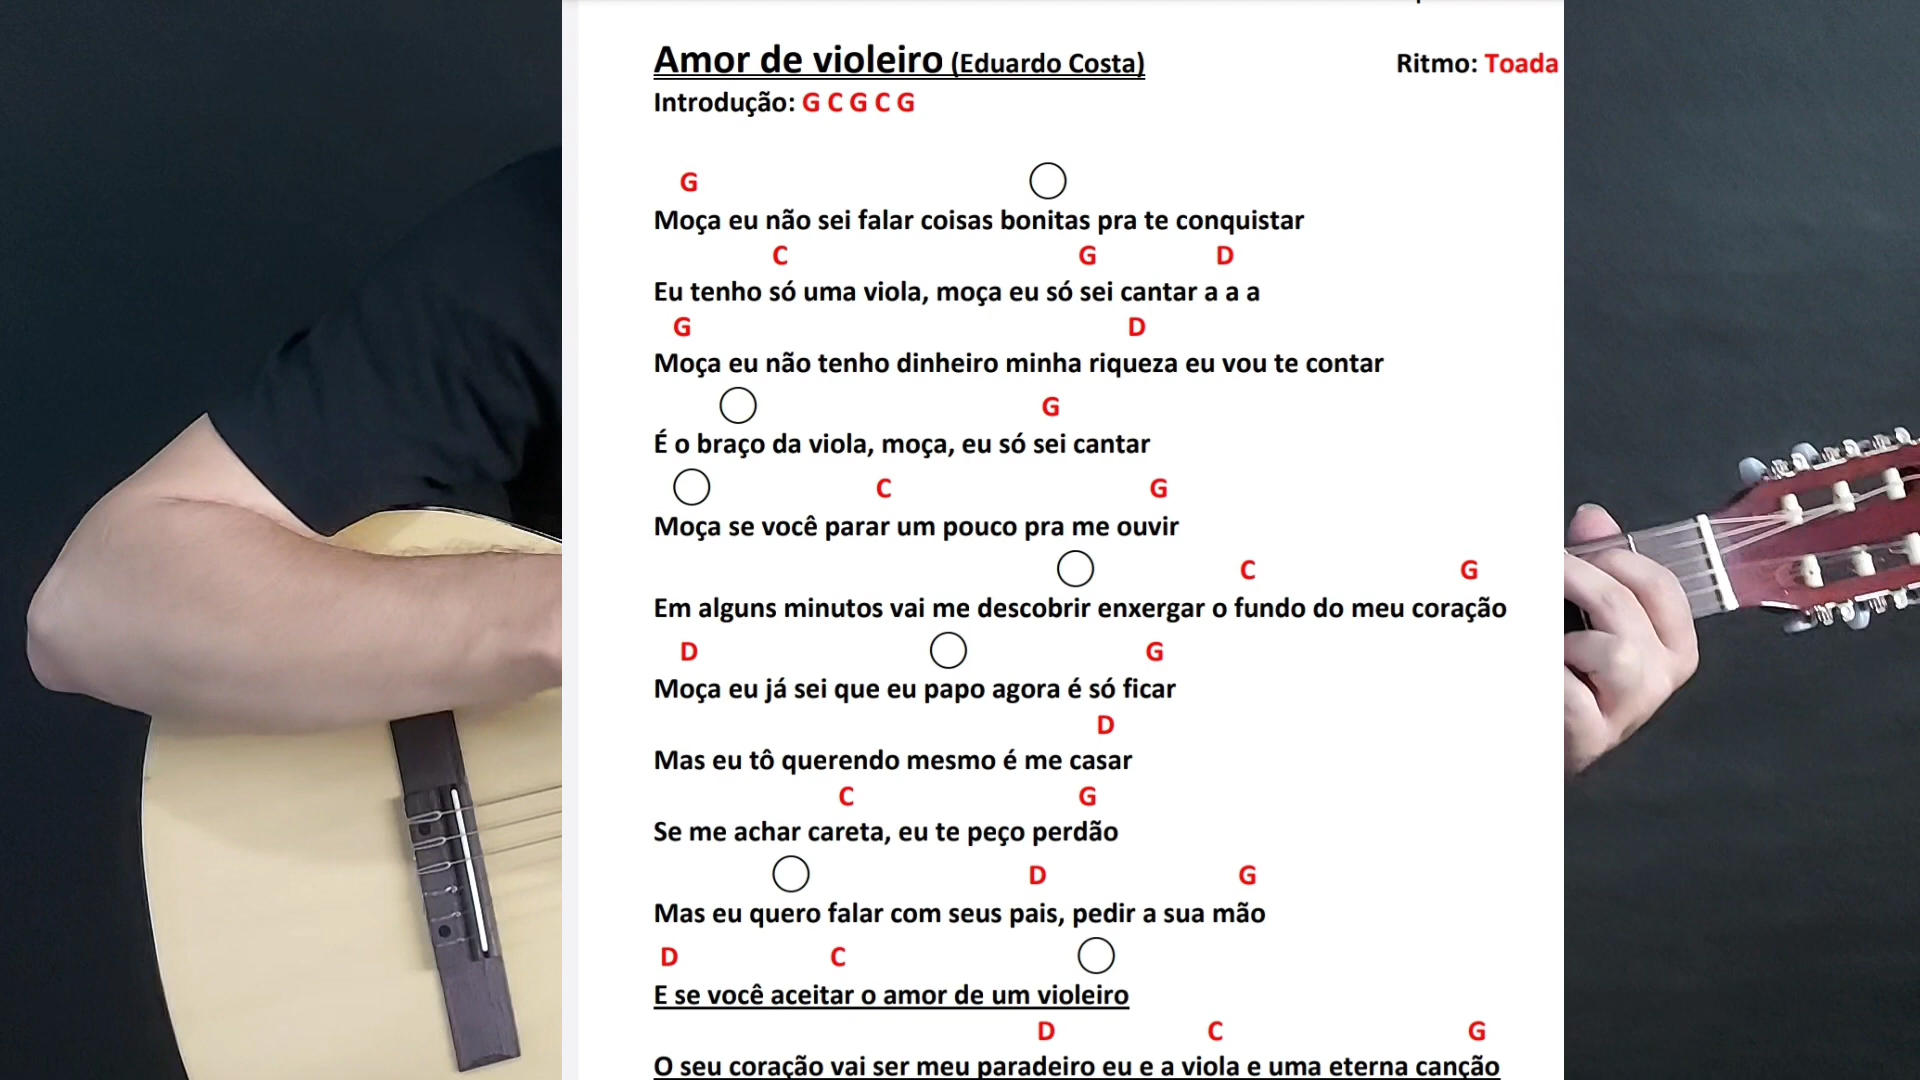 Amor de violeiro (Eduardo Costa) Ritmo: Toada
Introdução: G C G C G
G
Moça eu não sei falar coisas bonitas pra te conquistar
C G D
Eu tenho só uma viola, moça eu só sei cantar a a a
G D
Moça eu não tenho dinheiro minha riqueza eu vou te contar
G
É o braço da viola, moça, eu só sei cantar
C G
Moça se você parar um pouco pra me ouvir
C G
Em alguns minutos vai me descobrir enxergar o fundo do meu coração
D G
Moça eu já sei que eu papo agora é só ficar
D
Mas eu tô querendo mesmo é me casar
C G
Se me achar careta, eu te peço perdão
D G
Mas eu quero falar com seus pais, pedir a sua mão
D C
E se você aceitar o amor de um violeiro
D C G
O seu coração vai ser meu paradeiro eu e a viola e uma eterna canção